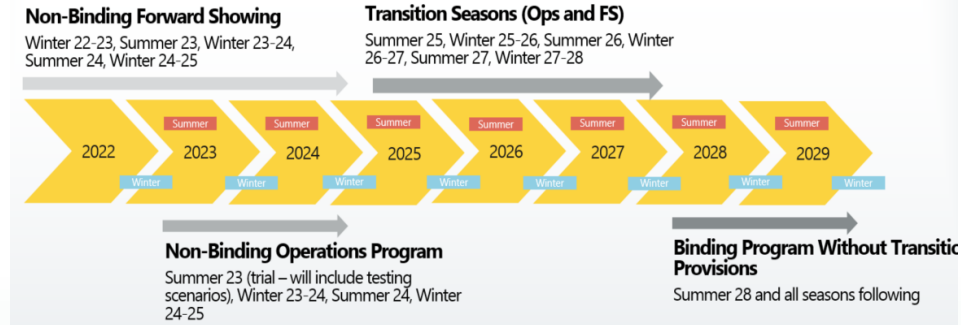 Non-Binding Forward Showing
Winter 22-23, Summer 23, Winter 23-24,
Summer 24, Winter 24-25
Transition Seasons (Ops and FS)
Summer 25, Winter 25-26, Summer 26, Winter
26-27, Summer 27, Winter 27-28
Summer
Summer
Summer
Summer
Summer
Summer
Summer
2022
2023
2024
2025
2026
2027
2028
2029
Winter
Winter
Winter
Winter
Winter
Winter
Winter
Winter
Non-Binding Operations Program
Summer 23 (trial – will include testing
scenarios), Winter 23-24, Summer 24, Winter
24-25
Binding Program Without Transitio
Provisions
Summer 28 and all seasons following